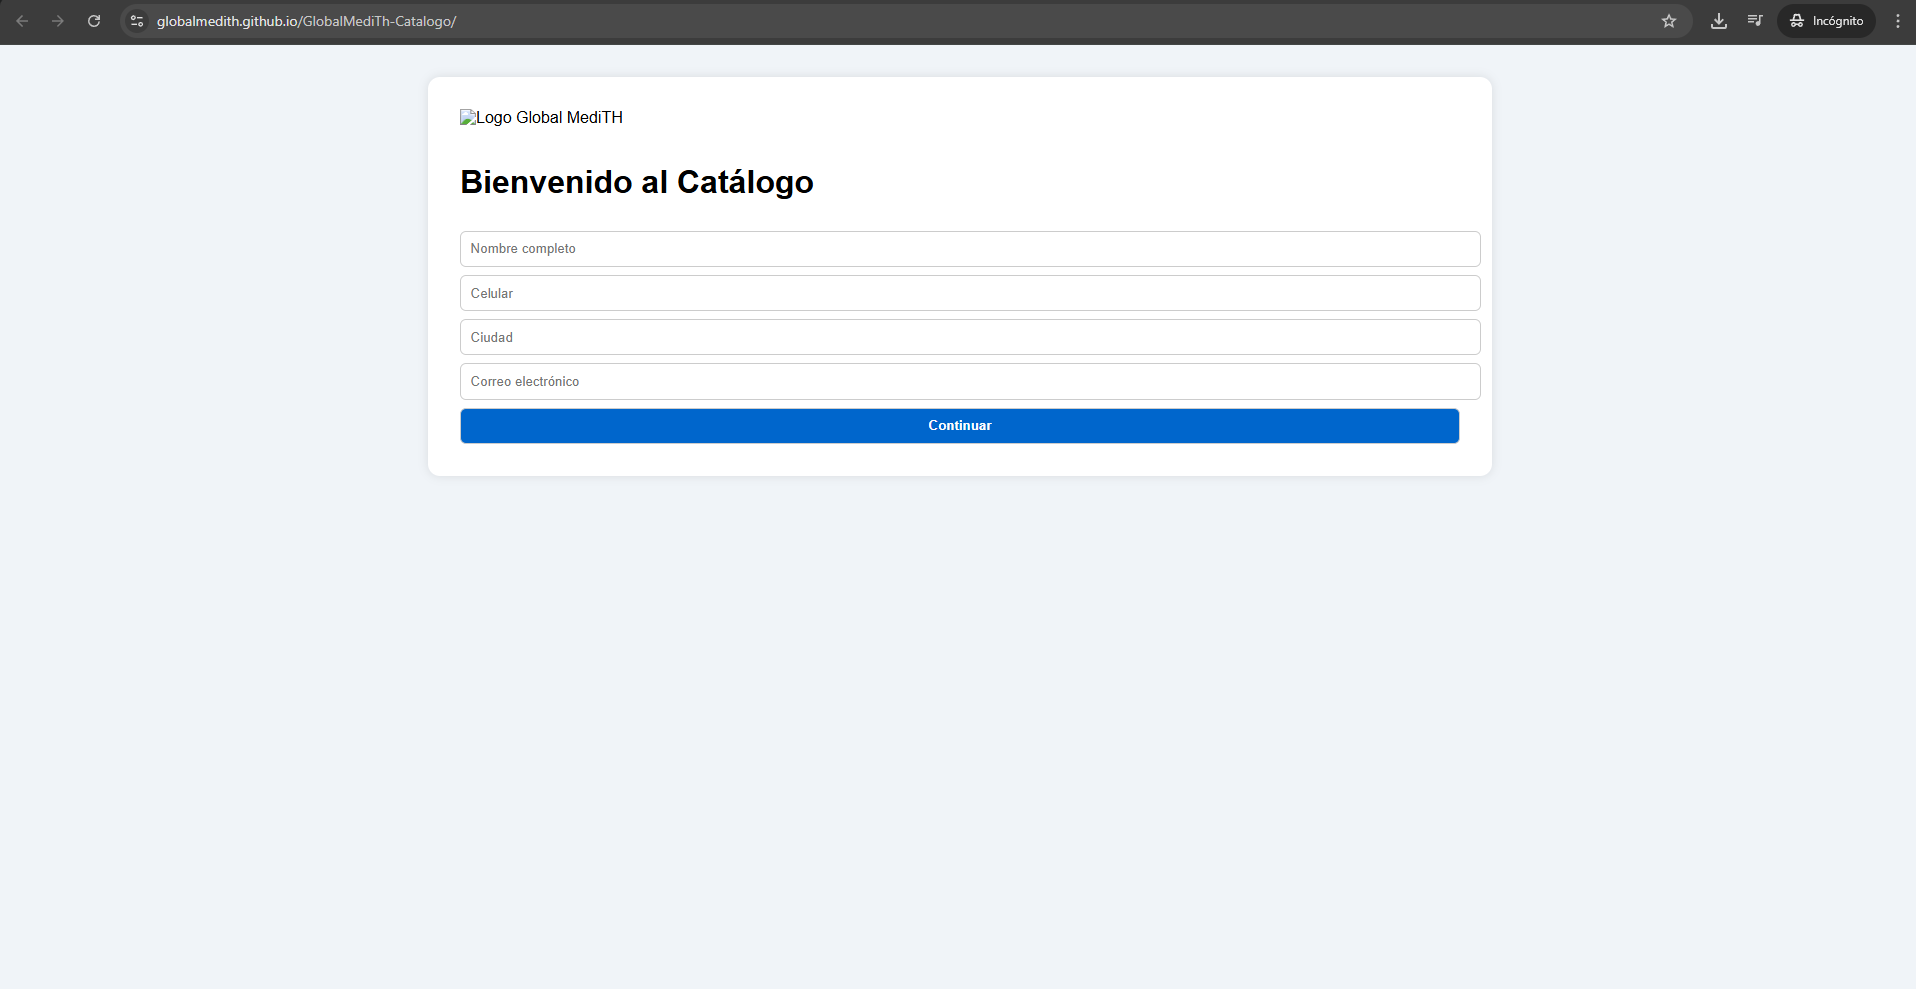 globalmedith.github.io/GlobalMediTh-Catalogo/
Incógnito
Logo Global MediTH
Bienvenido al Catálogo
Nombre completo
Celular
Ciudad
Correo electrónico
Continuar